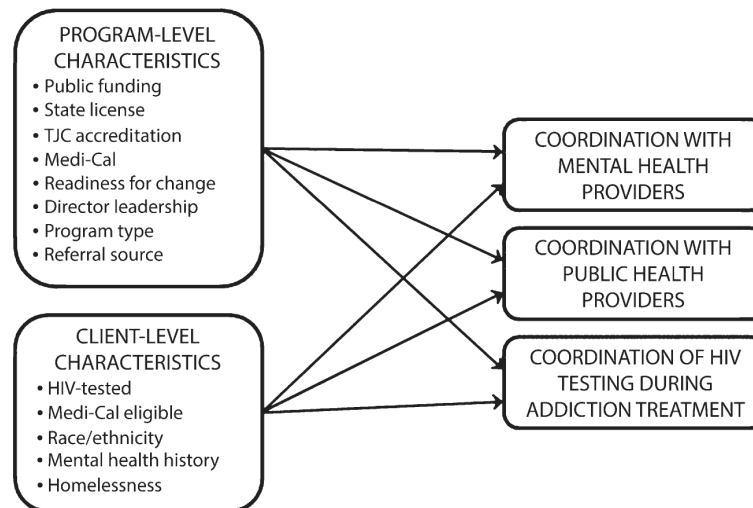 PROGRAM-LEVEL
CHARACTERISTICS
• Public funding
• State license
• TJC accreditation
• Medi-Cal
• Readiness for change
• Director leadership
• Program type
• Referral source
CLIENT-LEVEL
CHARACTERISTICS
• HIV-tested
• Medi-Cal eligible
• Race/ethnicity
• Mental health history
• Homelessness
COORDINATION WITH
MENTAL HEALTH
PROVIDERS
COORDINATION WITH
PUBLIC HEALTH
PROVIDERS
COORDINATION OF HIV
TESTING DURING
ADDICTION TREATMENT